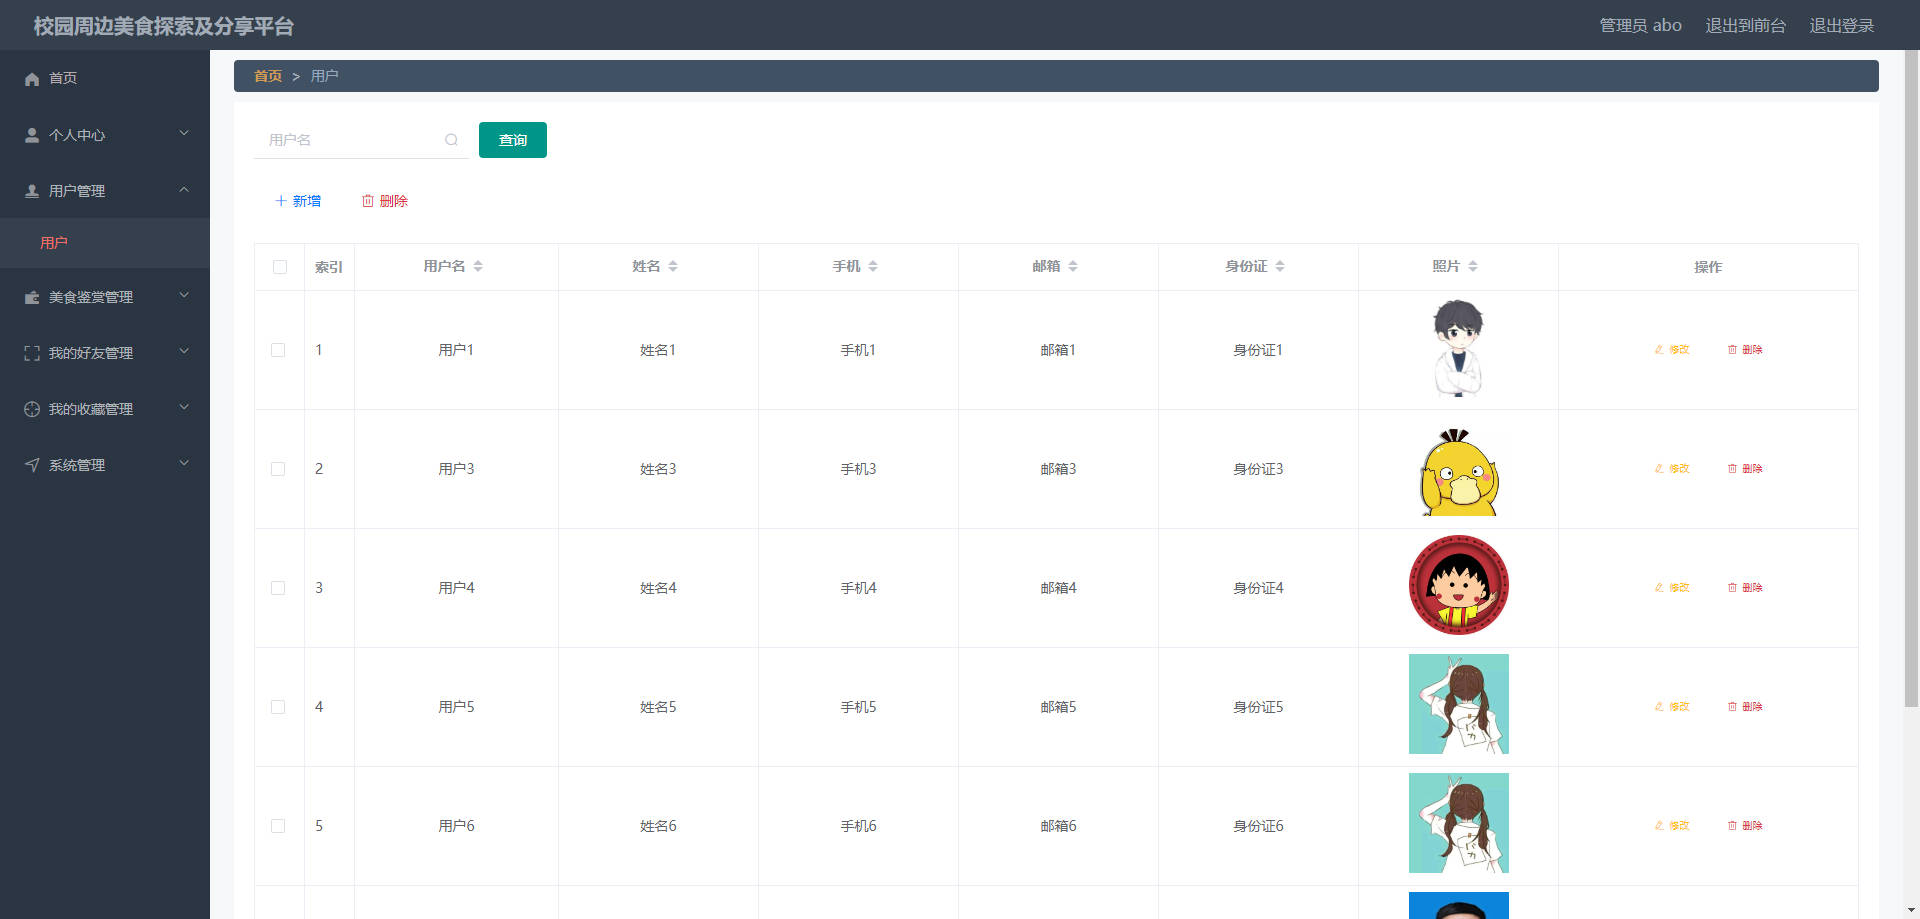 校园周边美食探索及分享平台
管理员 abo 退出到前台 退出登录
首页
个人中心
用户管理
用户
美食鉴赏管理
我的好友管理
我的收藏管理
系统管理
首页 > 用户
用户名 查询
新增 删除
索引 用户名 姓名 手机 邮箱 身份证 照片 操作
1 用户1 姓名1 手机1 邮箱1 身份证1 修改 删除
2 用户3 姓名3 手机3 邮箱3 身份证3 修改 删除
3 用户4 姓名4 手机4 邮箱4 身份证4 修改 删除
4 用户5 姓名5 手机5 邮箱5 身份证5 修改 删除
5 用户6 姓名6 手机6 邮箱6 身份证6 修改 删除